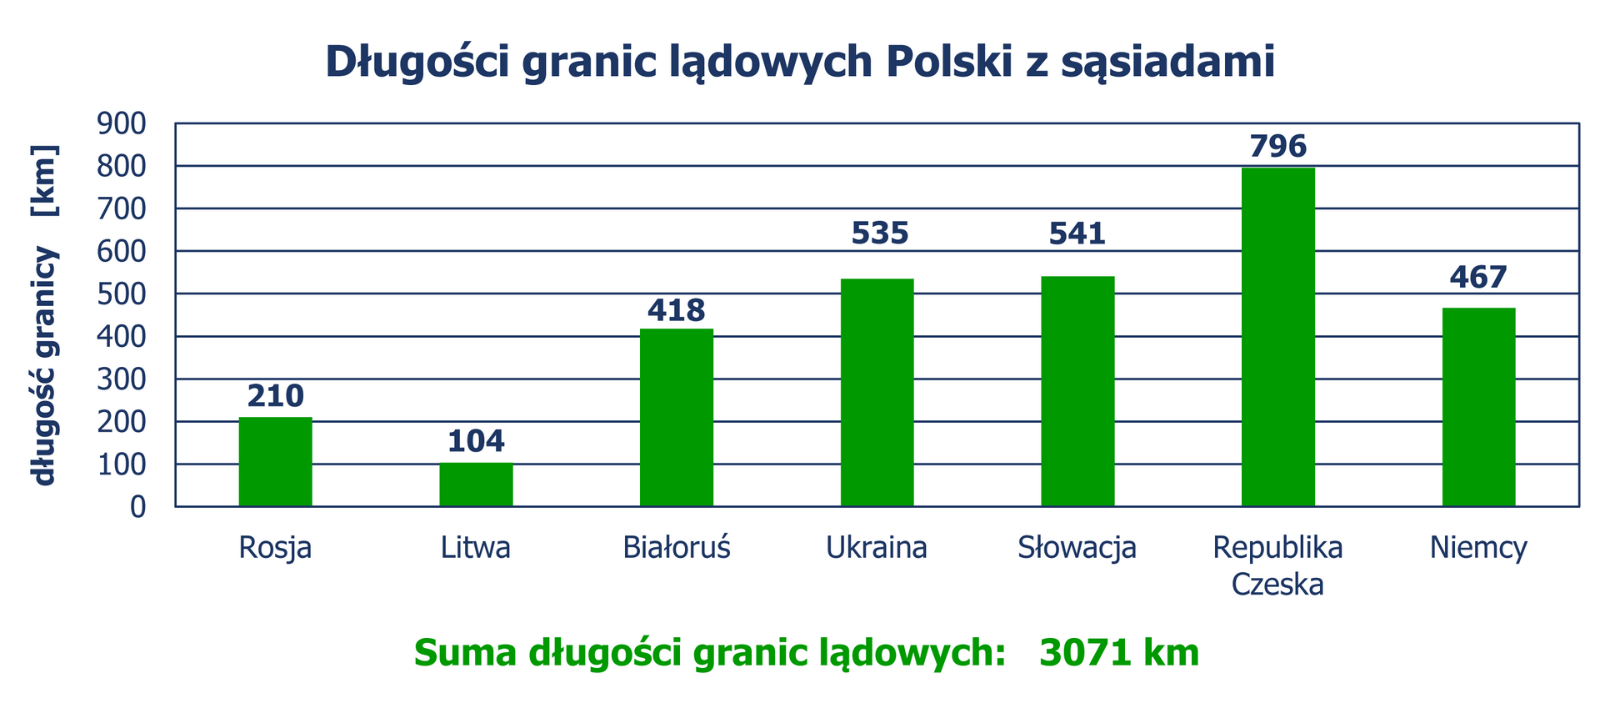 Długości granic lądowych Polski z sąsiadami
długość granicy [km]
900
800
700
600
500
400
300
200
100
0
210
104
418
535
541
796
467
Rosja
Litwa
Białoruś
Ukraina
Słowacja
Republika
Czeska
Niemcy
Suma długości granic lądowych: 3071 km